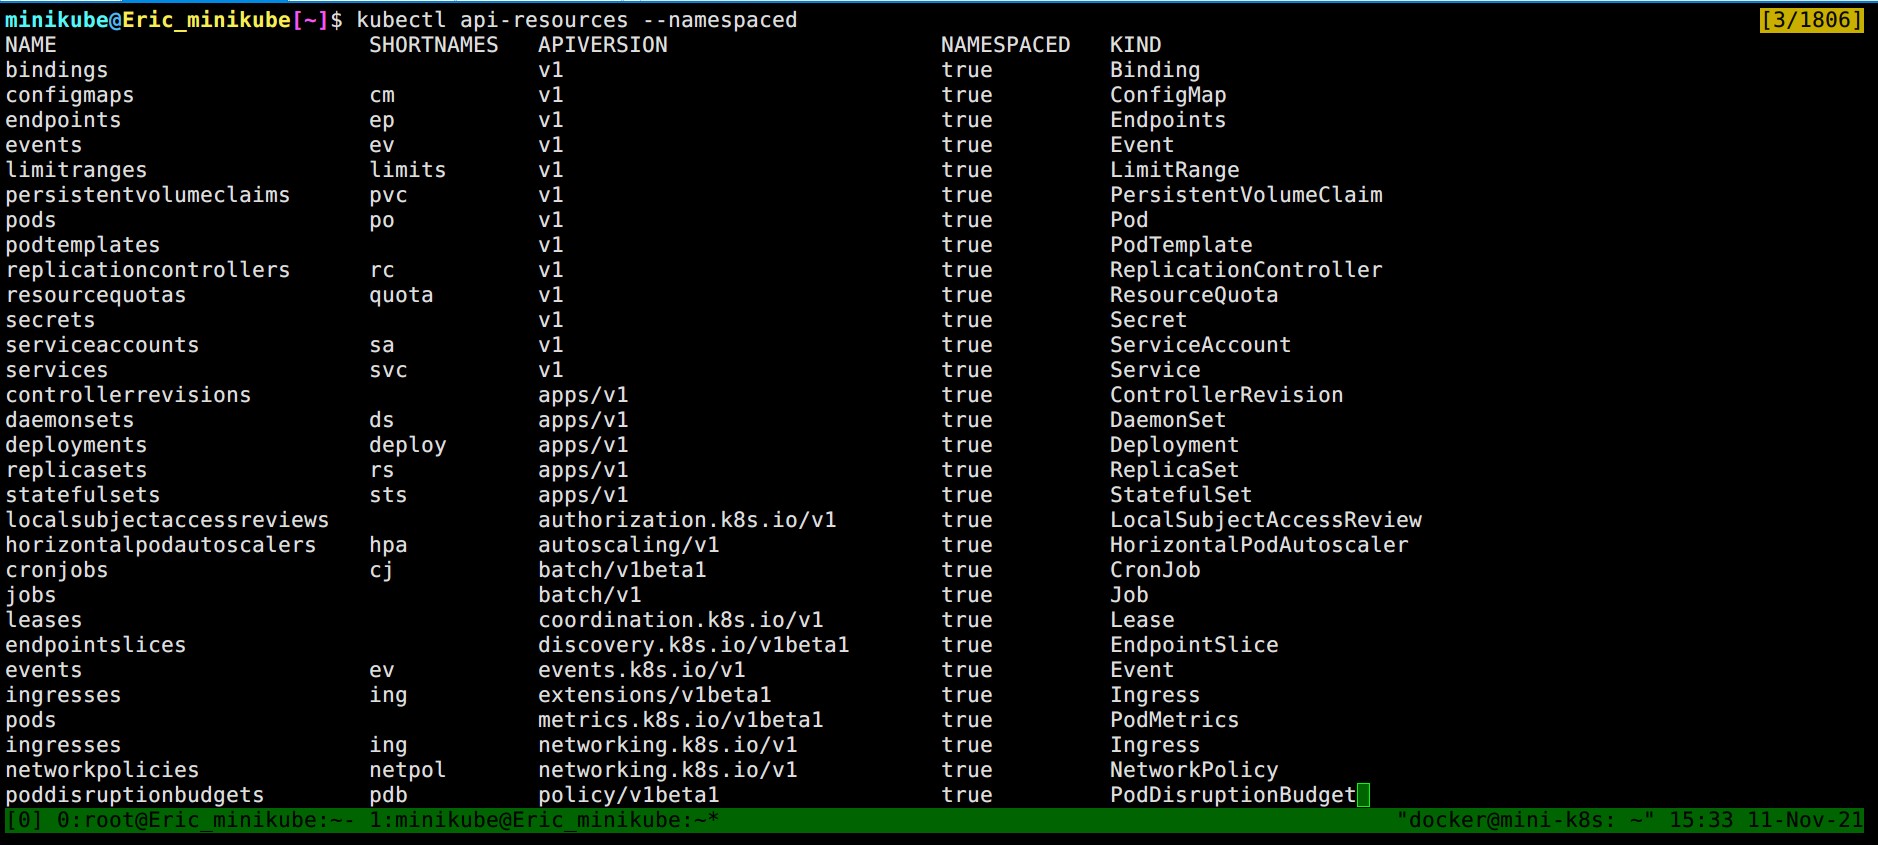 minikube@Eric_minikube[~]$ kubectl api-resources --namespaced [3/1806]
NAME SHORTNAMES APIVERSION NAMESPACED KIND
bindings v1 true Binding
configmaps cm v1 true ConfigMap
endpoints ep v1 true Endpoints
events ev v1 true Event
limitranges limits v1 true LimitRange
persistentvolumeclaims pvc v1 true PersistentVolumeClaim
pods po v1 true Pod
podtemplates v1 true PodTemplate
replicationcontrollers rc v1 true ReplicationController
resourcequotas quota v1 true ResourceQuota
secrets v1 true Secret
serviceaccounts sa v1 true ServiceAccount
services svc v1 true Service
controllerrevisions apps/v1 true ControllerRevision
daemonsets ds apps/v1 true DaemonSet
deployments deploy apps/v1 true Deployment
replicasets rs apps/v1 true ReplicaSet
statefulsets sts apps/v1 true StatefulSet
localsubjectaccessreviews authorization.k8s.io/v1 true LocalSubjectAccessReview
horizontalpodautoscalers hpa autoscaling/v1 true HorizontalPodAutoscaler
cronjobs cj batch/v1beta1 true CronJob
jobs batch/v1 true Job
leases coordination.k8s.io/v1 true Lease
endpointslices discovery.k8s.io/v1beta1 true EndpointSlice
events ev events.k8s.io/v1 true Event
ingresses ing extensions/v1beta1 true Ingress
pods metrics.k8s.io/v1beta1 true PodMetrics
ingresses ing networking.k8s.io/v1 true Ingress
networkpolicies netpol networking.k8s.io/v1 true NetworkPolicy
poddisruptionbudgets pdb policy/v1beta1 true PodDisruptionBudget
[0] 0:root@Eric_minikube:~- 1:minikube@Eric_minikube:~* "docker@mini-k8s: ~" 15:33 11-Nov-21